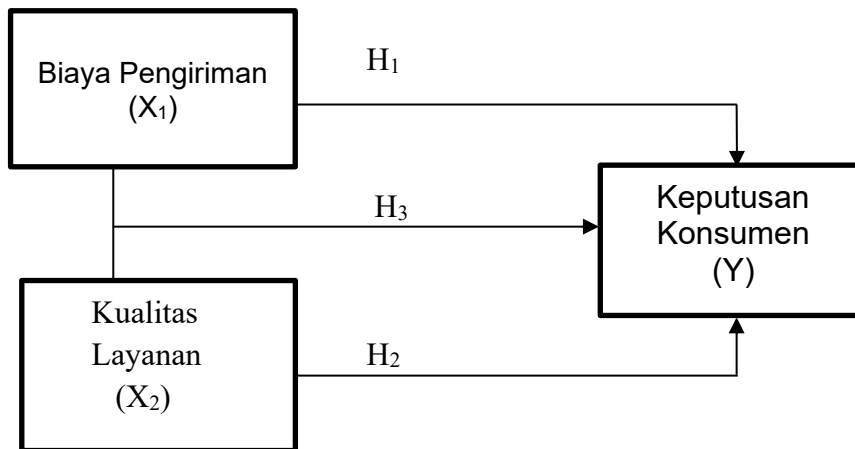 Biaya Pengiriman
(X₁)
H₁
H₃
Keputusan
Konsumen
(Y)
Kualitas
Layanan
(X₂)
H₂